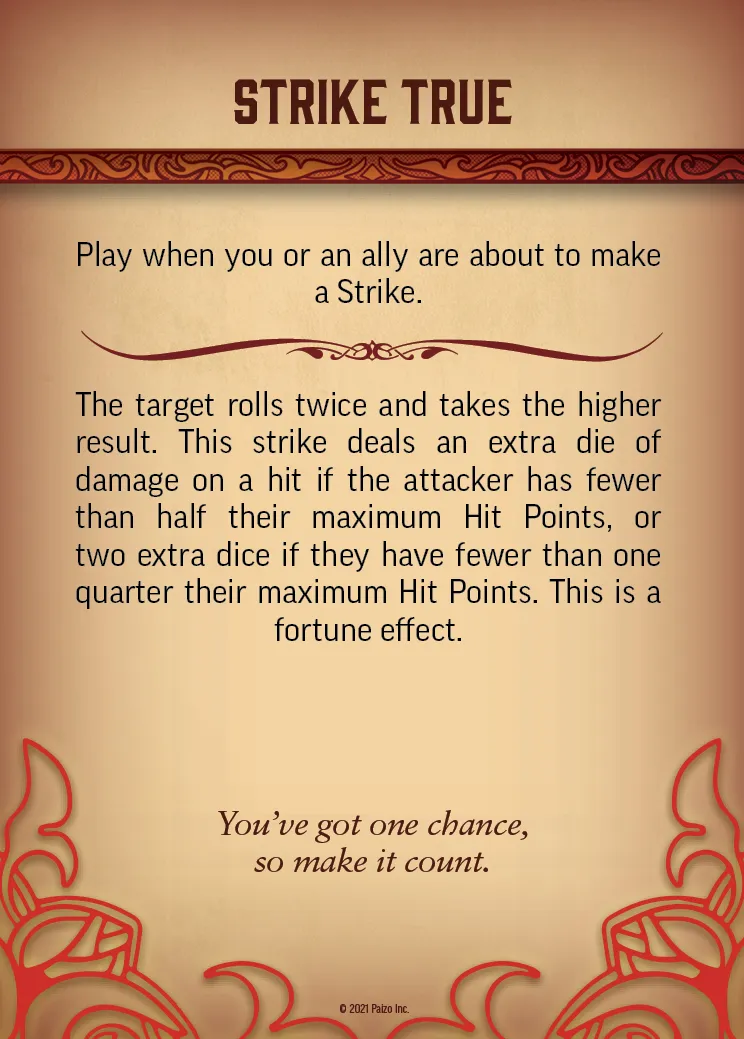 STRIKE TRUE
Play when you or an ally are about to make
a Strike.
The target rolls twice and takes the higher
result. This strike deals an extra die of
damage on a hit if the attacker has fewer
than half their maximum Hit Points, or
two extra dice if they have fewer than one
quarter their maximum Hit Points. This is a
fortune effect.
You've got one chance,
so make it count.
© 2021 Paizo Inc.